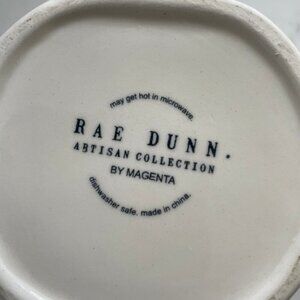 may get hot in microwave.
RAE DUNN.
ARTISAN COLLECTION
BY MAGENTA
dishwasher safe. made in china.